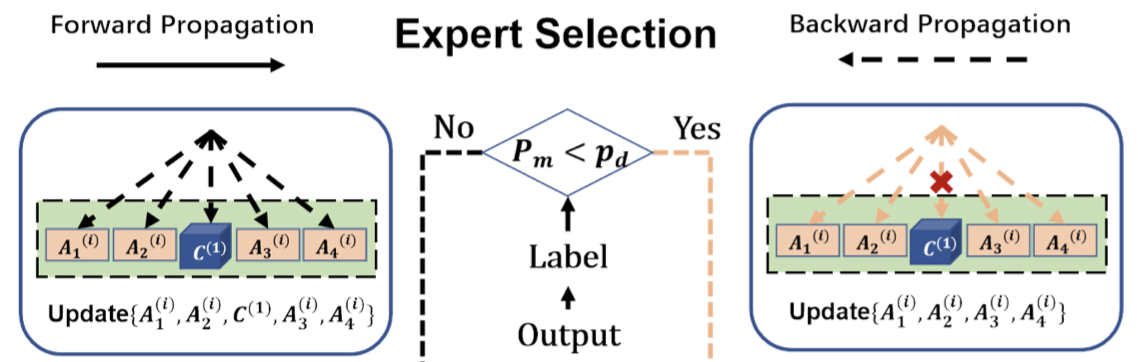 Forward Propagation
Expert Selection
Backward Propagation
No
P_m < p_d
Yes
A_1^{(i)} A_2^{(i)} C^{(1)} A_3^{(i)} A_4^{(i)}
Update{A_1^{(i)}, A_2^{(i)}, C^{(1)}, A_3^{(i)}, A_4^{(i)}}
Label
Output
A_1^{(i)} A_2^{(i)} C^{(1)} A_3^{(i)} A_4^{(i)}
Update{A_1^{(i)}, A_2^{(i)}, A_3^{(i)}, A_4^{(i)}}